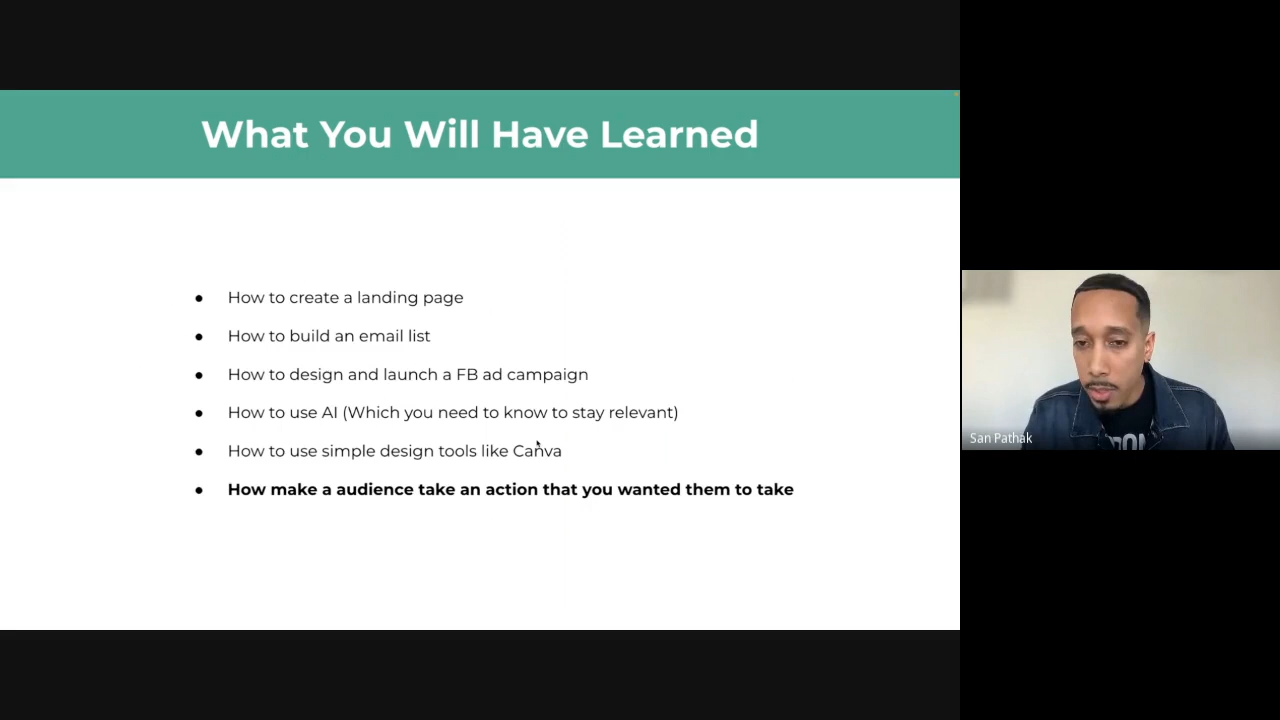 What You Will Have Learned
● How to create a landing page
● How to build an email list
● How to design and launch a FB ad campaign
● How to use AI (Which you need to know to stay relevant)
● How to use simple design tools like Canva
● How make a audience take an action that you wanted them to take
San Pathak